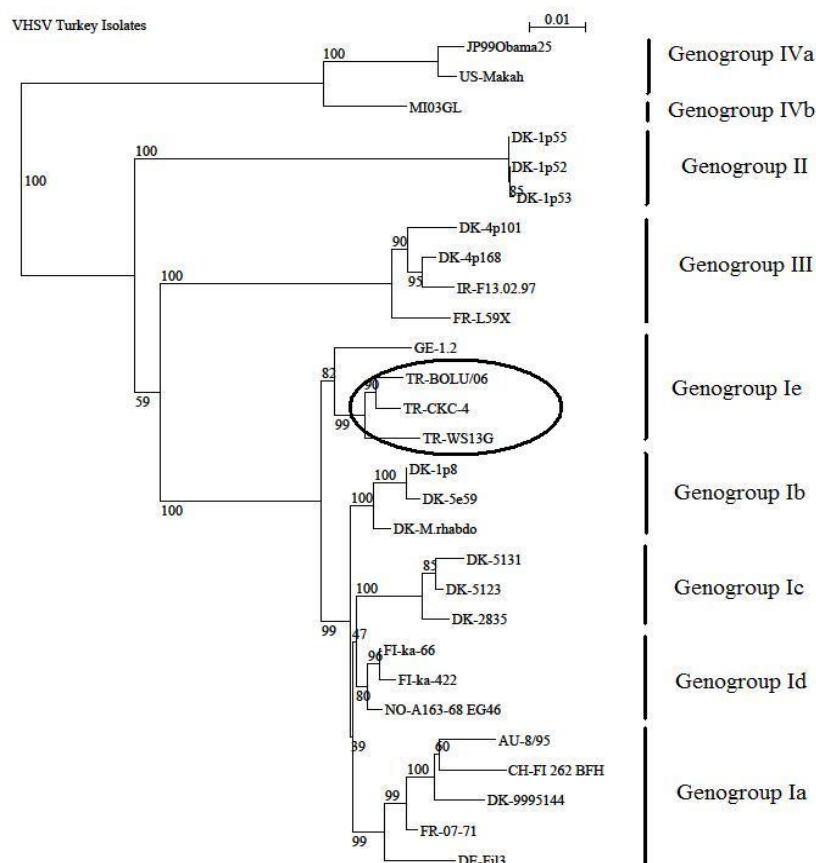 VHSV Turkey Isolates
0.01
100
JP99Obama25
US-Makah
Genogroup IVa
MI03GL
Genogroup IVb
100
100
DK-1p55
DK-1p52
85
DK-1p53
Genogroup II
100
90
DK-4p101
DK-4p168
95
IR-F13.02.97
FR-L59X
Genogroup III
59
82
GE-1.2
90
TR-BOLU/06
TR-CKC-4
99
TR-WS13G
Genogroup Ie
100
100
100
DK-1p8
DK-5e59
DK-M.rhabdo
Genogroup Ib
99
100
85
DK-5131
DK-5123
DK-2835
Genogroup Ic
47
96
FI-ka-66
FI-ka-422
80
NO-A163-68 EG46
Genogroup Id
39
60
AU-8/95
100
CH-FI 262 BFH
DK-9995144
99
FR-07-71
99
DE-Fil3
Genogroup Ia